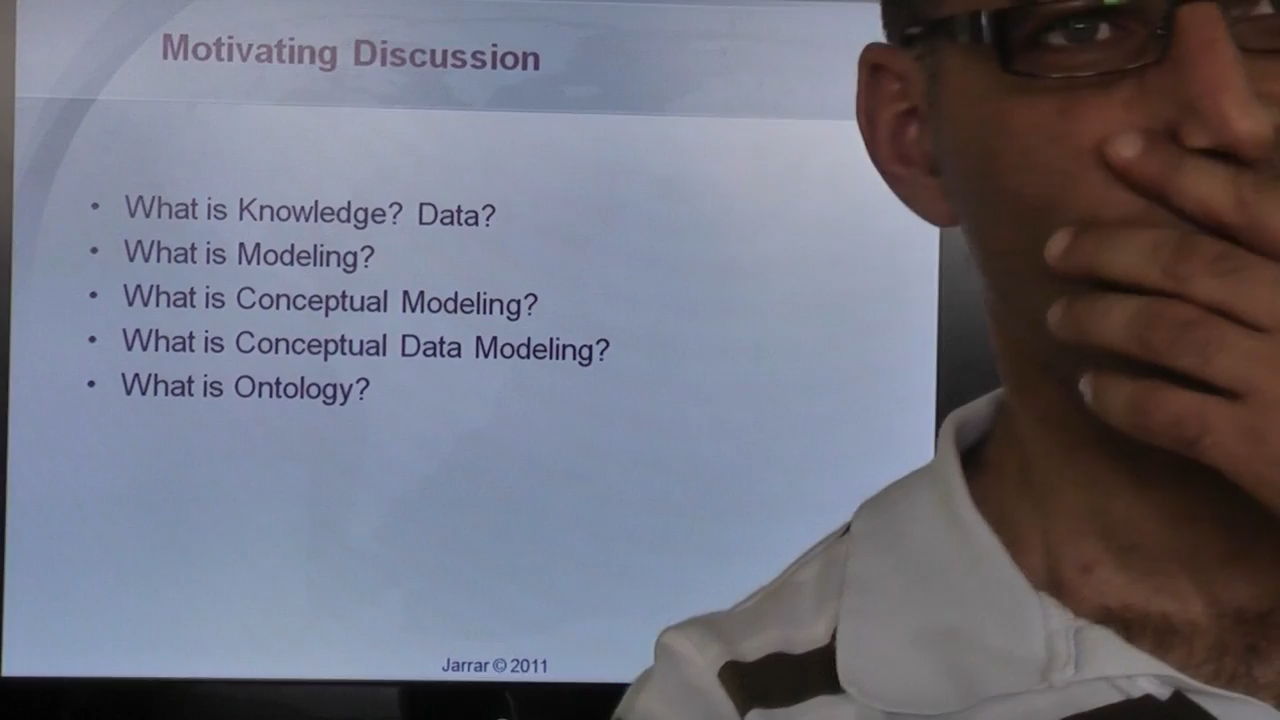 Motivating Discussion
• What is Knowledge? Data?
• What is Modeling?
• What is Conceptual Modeling?
• What is Conceptual Data Modeling?
• What is Ontology?
Jarrar © 2011